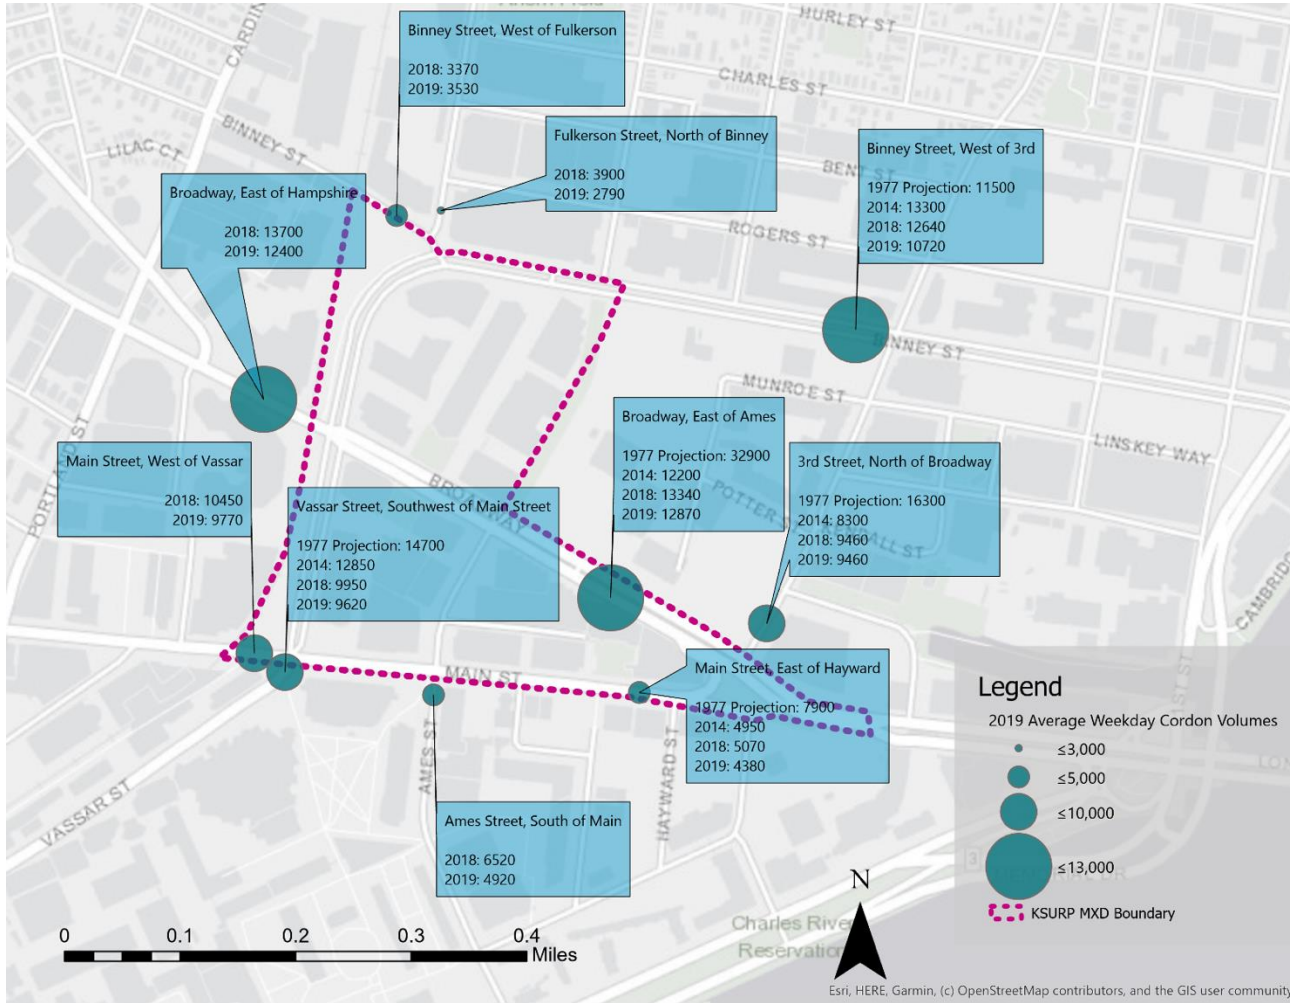 HURLEY ST
CHARLES ST
BENT ST
ROGERS ST
BINNEY ST
LILAC CT
Binney Street, West of Fulkerson
2018: 3370
2019: 3530
Fulkerson Street, North of Binney
2018: 3900
2019: 2790
Binney Street, West of 3rd
1977 Projection: 11500
2014: 13300
2018: 12640
2019: 10720
Broadway, East of Hampshire
2018: 13700
2019: 12400
BINNEY ST
MUNROE ST
LINSKEY WAY
PORTLAND ST
BROADWAY
Broadway, East of Ames
1977 Projection: 32900
2014: 12200
2018: 13340
2019: 12870
3rd Street, North of Broadway
1977 Projection: 16300
2014: 8300
2018: 9460
2019: 9460
Main Street, West of Vassar
2018: 10450
2019: 9770
Vassar Street, Southwest of Main Street
1977 Projection: 14700
2014: 12850
2018: 9950
2019: 9620
MAIN ST
Main Street, East of Hayward
1977 Projection: 7900
2014: 4950
2018: 5070
2019: 4380
AMES ST
HAYWARD ST
VASSAR ST
1ST ST
Ames Street, South of Main
2018: 6520
2019: 4920
Legend
2019 Average Weekday Cordon Volumes
≤3,000
≤5,000
≤10,000
≤13,000
KSURP MXD Boundary
3
N
Charles River
Reservation
0 0.1 0.2 0.3 0.4
Miles
Esri, HERE, Garmin, (c) OpenStreetMap contributors, and the GIS user community